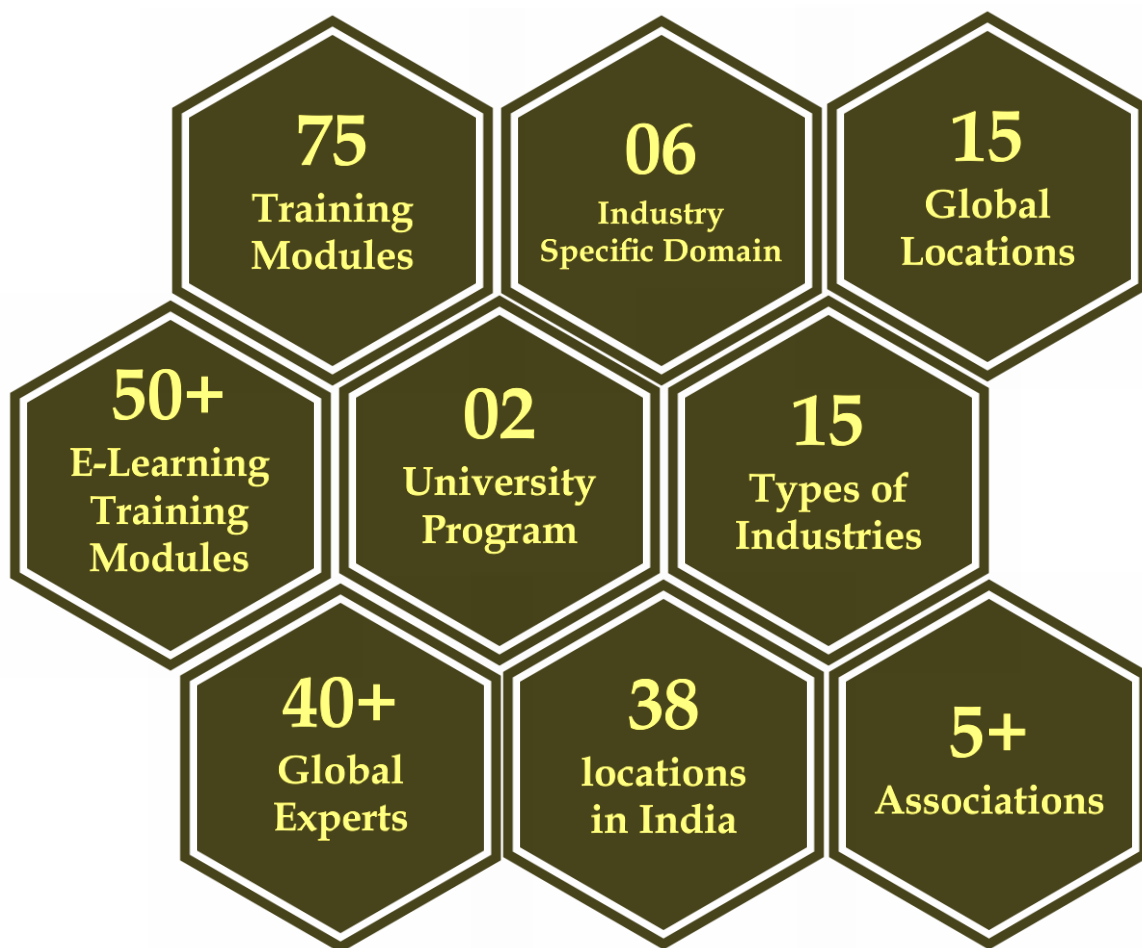 75
Training
Modules
06
Industry
Specific Domain
15
Global
Locations
50+
E-Learning
Training
Modules
02
University
Program
15
Types of
Industries
40+
Global
Experts
38
locations
in India
5+
Associations